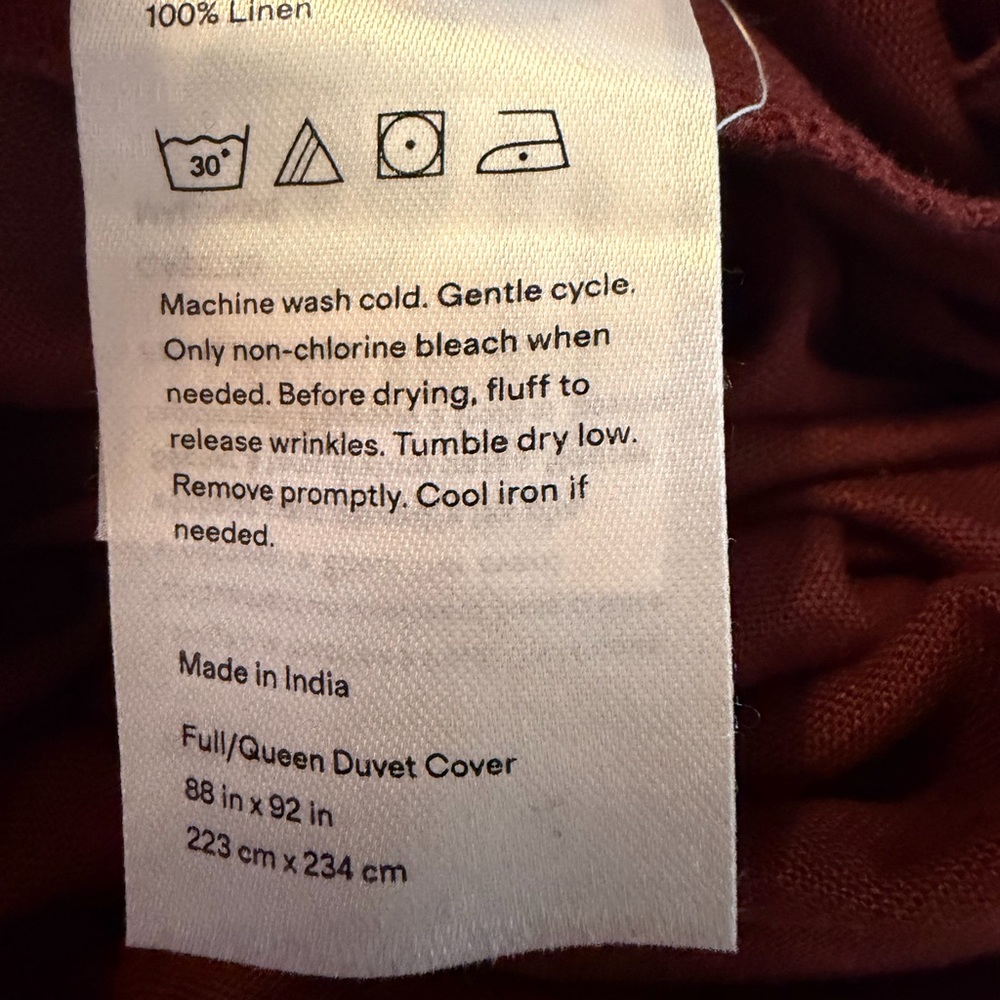 100% Linen
30°
Machine wash cold. Gentle cycle.
Only non-chlorine bleach when
needed. Before drying, fluff to
release wrinkles. Tumble dry low.
Remove promptly. Cool iron if
needed.
Made in India
Full/Queen Duvet Cover
88 in x 92 in
223 cm x 234 cm